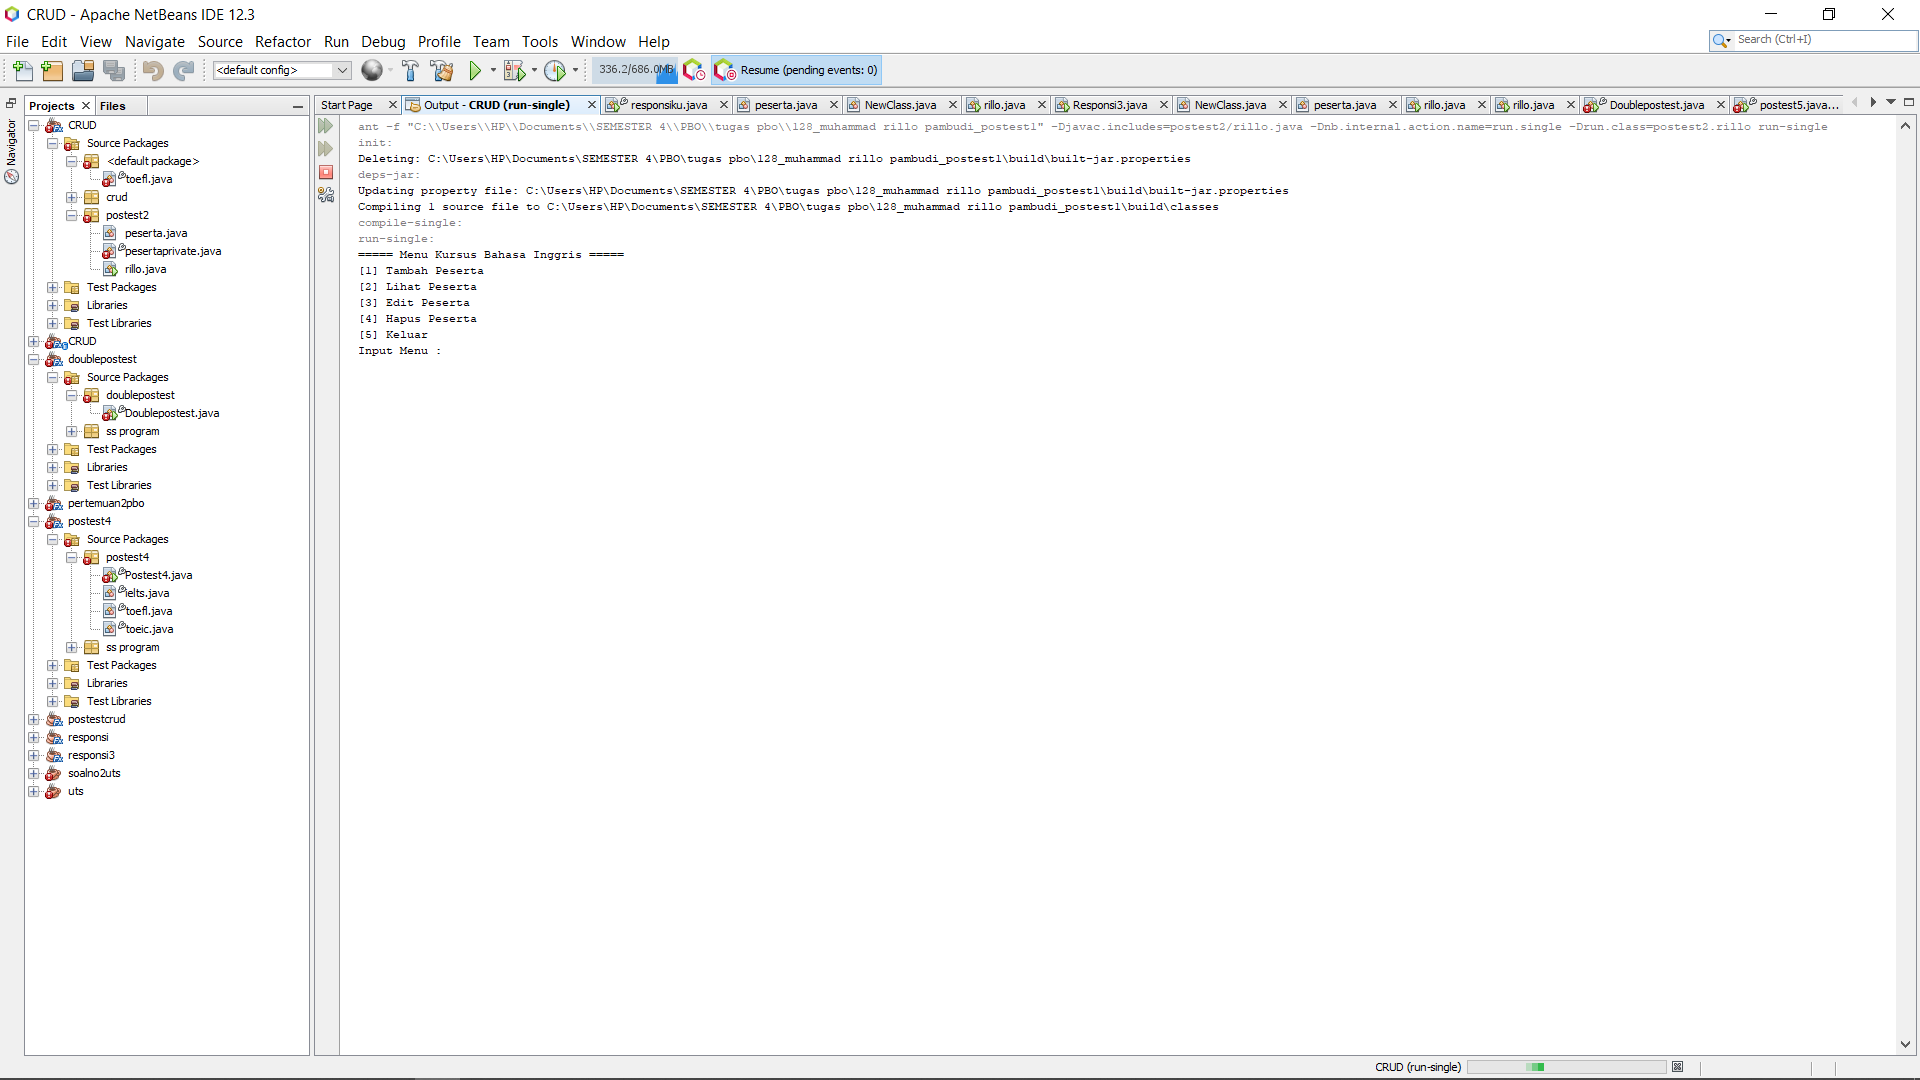 CRUD - Apache NetBeans IDE 12.3
File Edit View Navigate Source Refactor Run Debug Profile Team Tools Window Help
Search (Ctrl+I)
<default config>
336.2/686.0MB
Resume (pending events: 0)
Projects
Files
Start Page
Output - CRUD (run-single)
responsiku.java
peserta.java
NewClass.java
rillo.java
Responsi3.java
NewClass.java
peserta.java
rillo.java
rillo.java
Doublepostest.java
postest5.java...
Navigator
CRUD
Source Packages
<default package>
toefl.java
crud
postest2
peserta.java
pesertaprivate.java
rillo.java
Test Packages
Libraries
Test Libraries
CRUD
doublepostest
Source Packages
doublepostest
Doublepostest.java
ss program
Test Packages
Libraries
Test Libraries
pertemuan2pbo
postest4
Source Packages
postest4
Postest4.java
ielts.java
toefl.java
toeic.java
ss program
Test Packages
Libraries
Test Libraries
postestcrud
responsi
responsi3
soalno2uts
uts
ant -f "C:\\Users\\HP\\Documents\\SEMESTER 4\\PBO\\tugas pbo\\128_muhammad rillo pambudi_postest1" -Djavac.includes=postest2/rillo.java -Dnb.internal.action.name=run.single -Drun.class=postest2.rillo run-single
init:
Deleting: C:\Users\HP\Documents\SEMESTER 4\PBO\tugas pbo\128_muhammad rillo pambudi_postest1\build\built-jar.properties
deps-jar:
Updating property file: C:\Users\HP\Documents\SEMESTER 4\PBO\tugas pbo\128_muhammad rillo pambudi_postest1\build\built-jar.properties
Compiling 1 source file to C:\Users\HP\Documents\SEMESTER 4\PBO\tugas pbo\128_muhammad rillo pambudi_postest1\build\classes
compile-single:
run-single:
===== Menu Kursus Bahasa Inggris =====
[1] Tambah Peserta
[2] Lihat Peserta
[3] Edit Peserta
[4] Hapus Peserta
[5] Keluar
Input Menu :
CRUD (run-single)